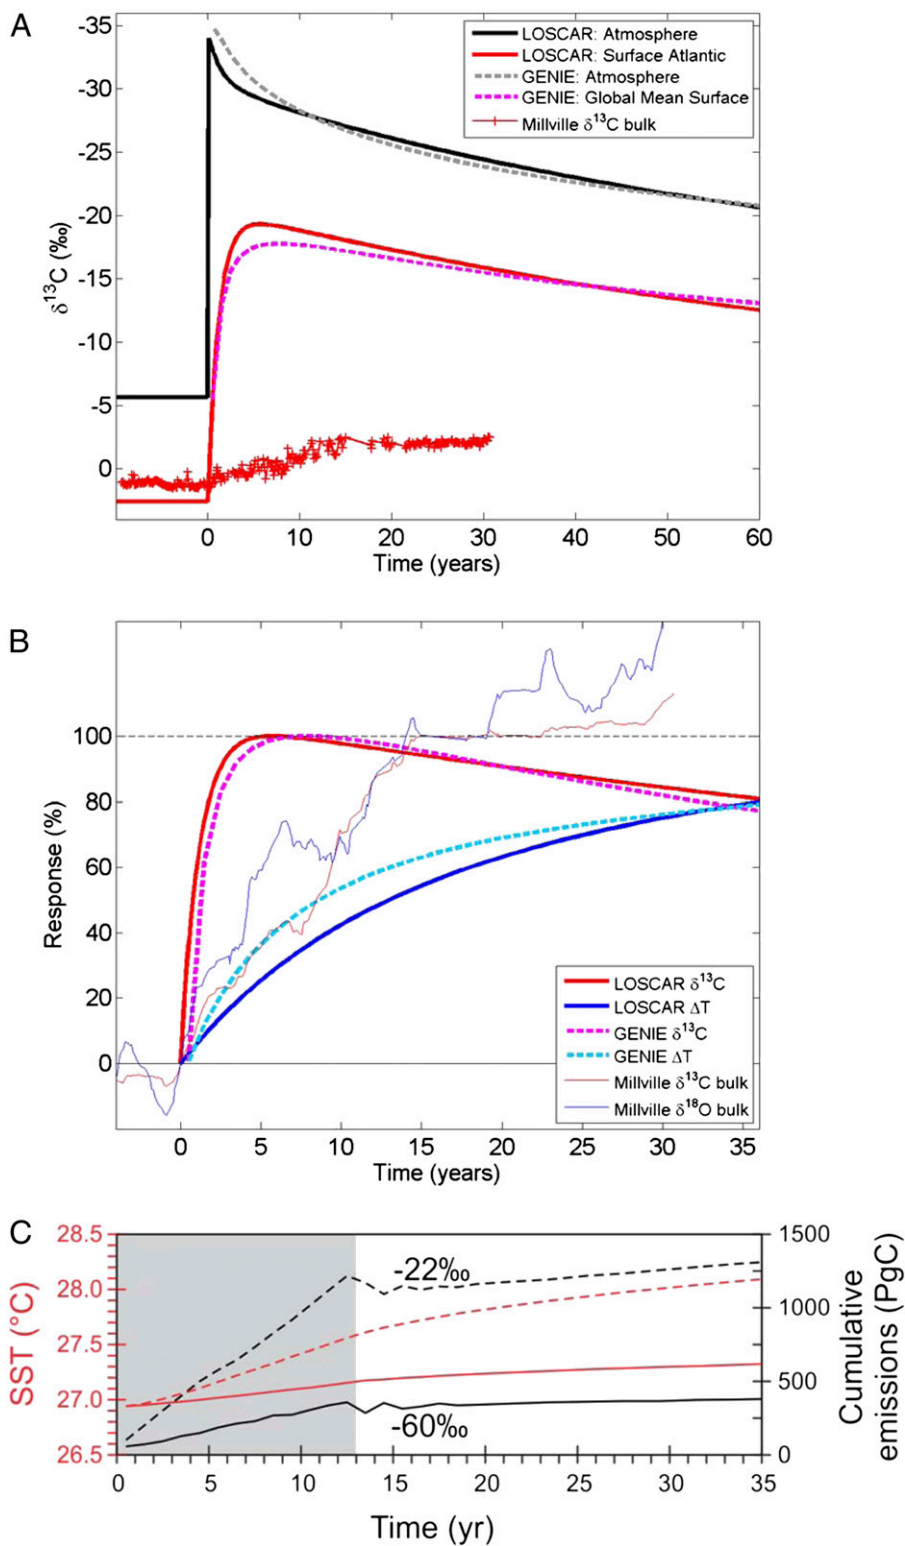 A
-35
-30
-25
-20
-15
-10
-5
0
δ13C (‰)
LOSCAR: Atmosphere
LOSCAR: Surface Atlantic
GENIE: Atmosphere
GENIE: Global Mean Surface
Millville δ13C bulk
0 10 20 30 40 50 60
Time (years)
B
100
80
60
40
20
0
Response (%)
LOSCAR δ13C
LOSCAR ΔT
GENIE δ13C
GENIE ΔT
Millville δ13C bulk
Millville δ18O bulk
0 5 10 15 20 25 30 35
Time (years)
C
28.5
28.0
27.5
27.0
26.5
SST (°C)
-22‰
-60‰
1500
1000
500
0
Cumulative
emissions (PgC)
0 5 10 15 20 25 30 35
Time (yr)